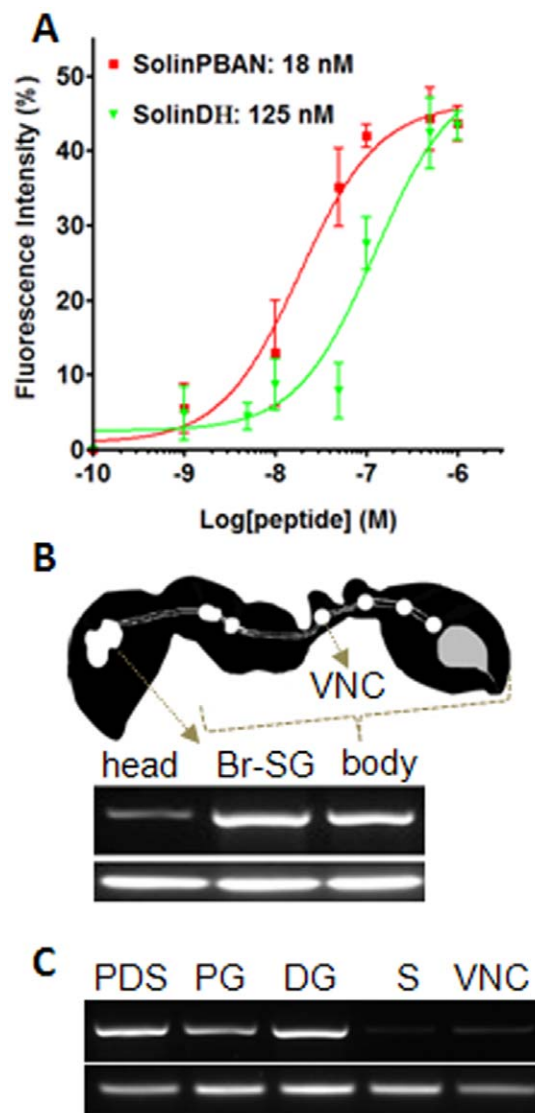 A
SolinPBAN: 18 nM
SolinDH: 125 nM
Fluorescence Intensity (%)
50
40
30
20
10
0
-10 -9 -8 -7 -6
Log[peptide] (M)
B
VNC
head Br-SG body
C
PDS PG DG S VNC